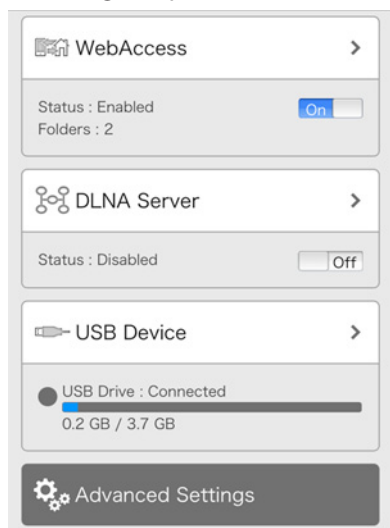 WebAccess
Status : Enabled
On
Folders : 2
DLNA Server
Status : Disabled
Off
USB Device
USB Drive : Connected
0.2 GB / 3.7 GB
Advanced Settings